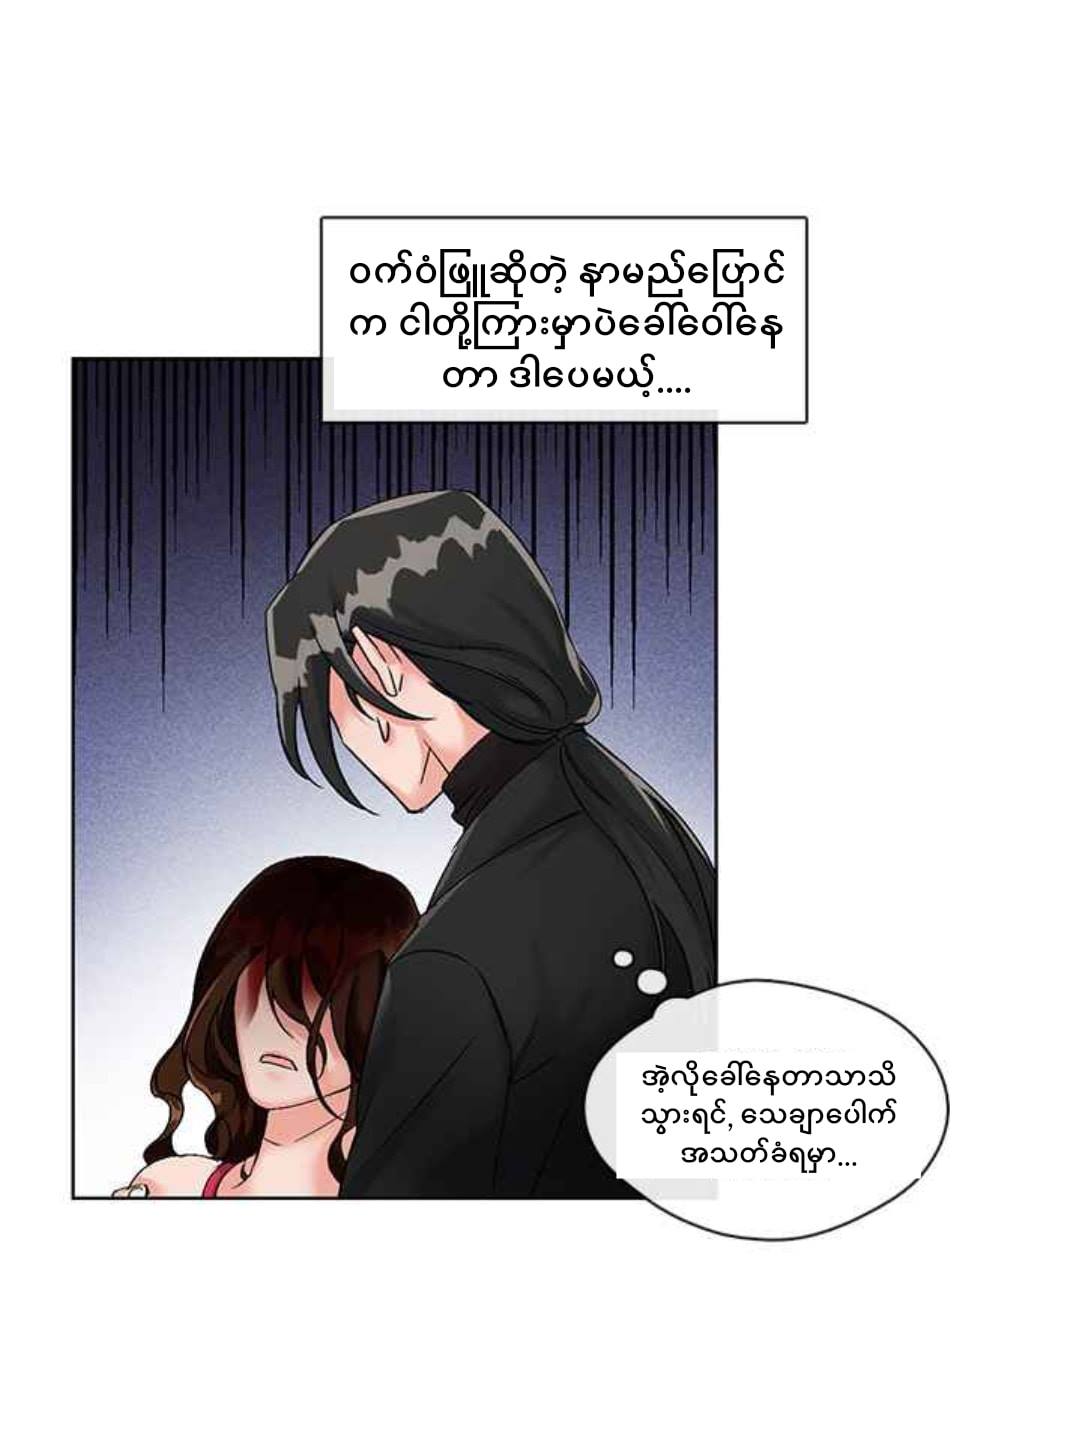 ဝက်ဝံဖြူဆိုတဲ့ နာမည်ပြောင်
က ငါတို့ကြားမှာပဲခေါ်ဝေါ်နေ
တာ ဒါပေမယ့်....
အဲ့လိုခေါ်နေတာသာသိ
သွားရင်, သေချာပေါက်
အသတ်ခံရမှာ...